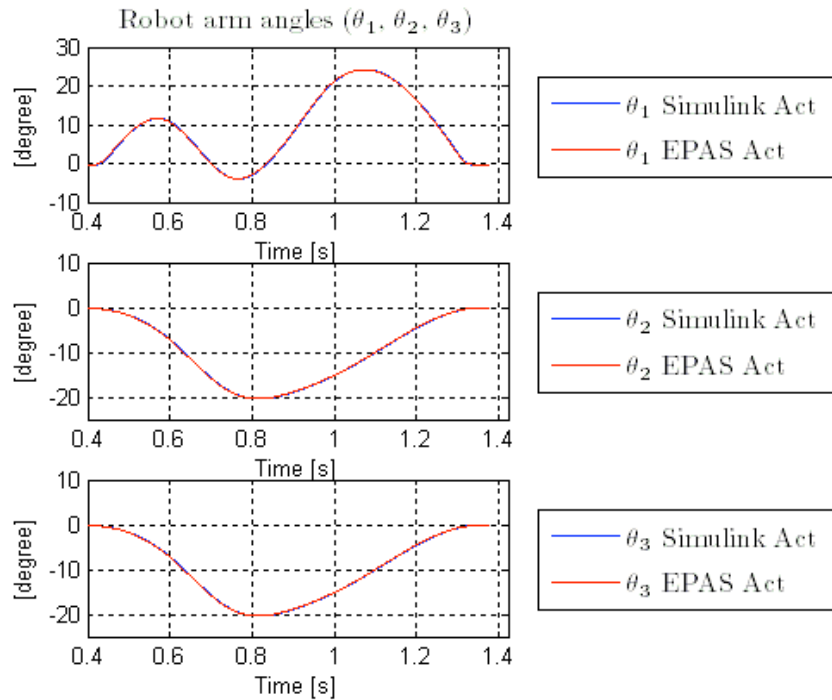 Robot arm angles (θ₁, θ₂, θ₃)
30
20
10
0
-10
[degree]
0.4 0.6 0.8 1 1.2 1.4
Time [s]
θ₁ Simulink Act
θ₁ EPAS Act
10
0
-10
-20
[degree]
0.4 0.6 0.8 1 1.2 1.4
Time [s]
θ₂ Simulink Act
θ₂ EPAS Act
10
0
-10
-20
[degree]
0.4 0.6 0.8 1 1.2 1.4
Time [s]
θ₃ Simulink Act
θ₃ EPAS Act